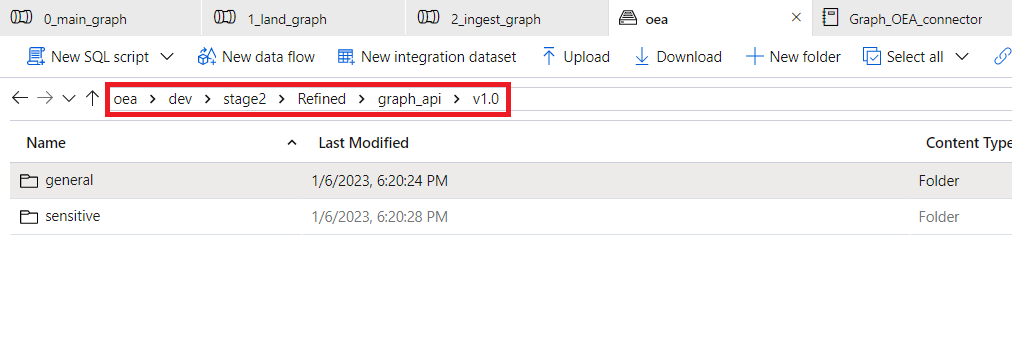 0_main_graph 1_land_graph 2_ingest_graph oea Graph_OEA_connector
New SQL script New data flow New integration dataset Upload Download New folder Select all
oea > dev > stage2 > Refined > graph_api > v1.0
Name Last Modified Content Type
general 1/6/2023, 6:20:24 PM Folder
sensitive 1/6/2023, 6:20:28 PM Folder